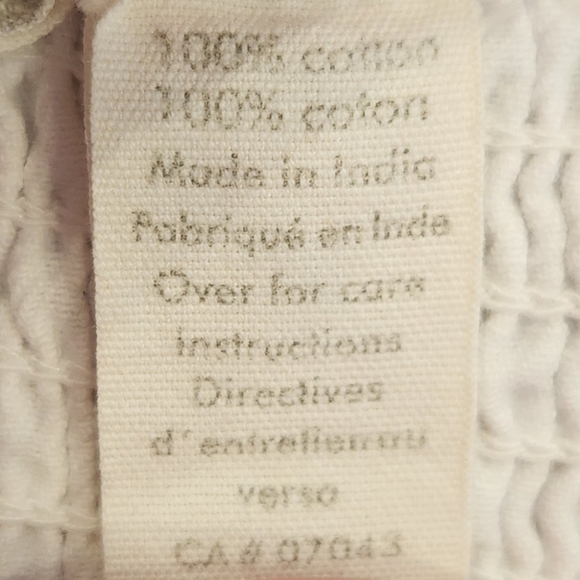 100% cotton
100% coton
Made in India
Fabriqué en Inde
Over for care
instructions
Directives
d'entretien au
verso
CA# 07043